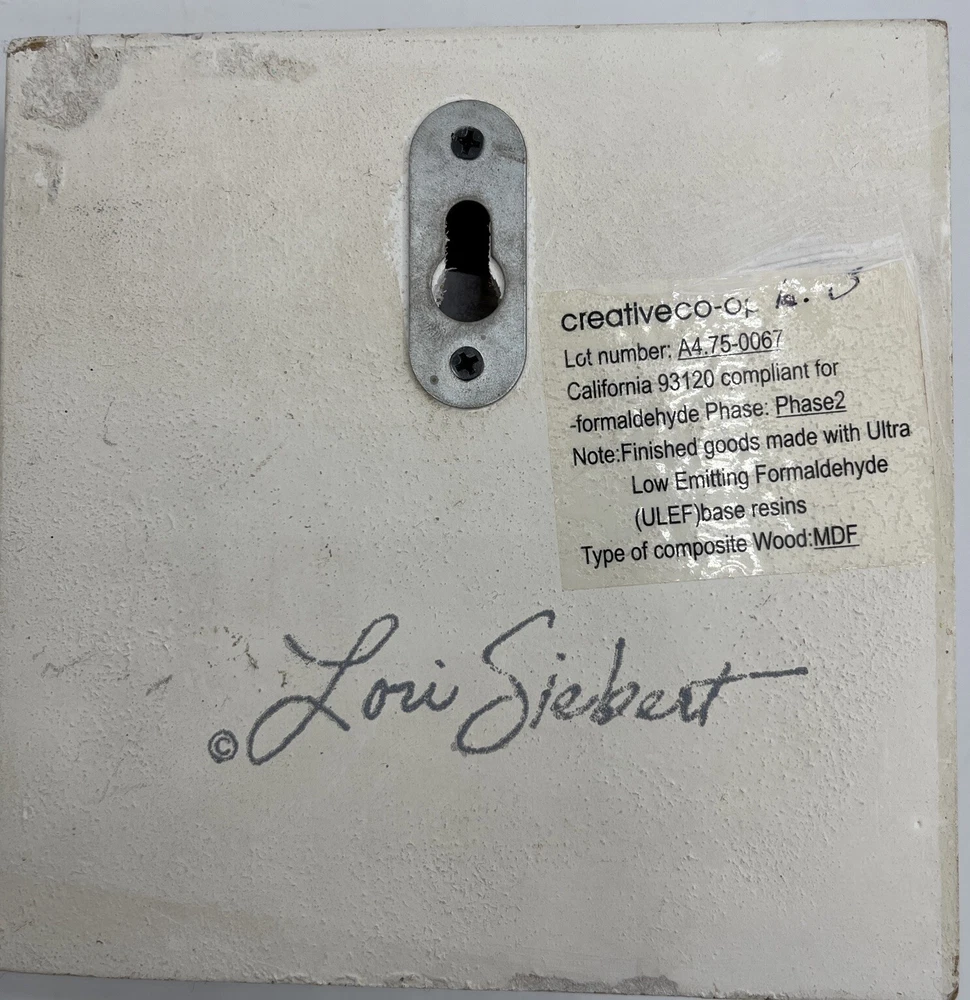 creativeco-op
Lot number: A4.75-0067
California 93120 compliant for
-formaldehyde Phase: Phase2
Note:Finished goods made with Ultra
Low Emitting Formaldehyde
(ULEF)base resins
Type of composite Wood:MDF
© Lori Siebert